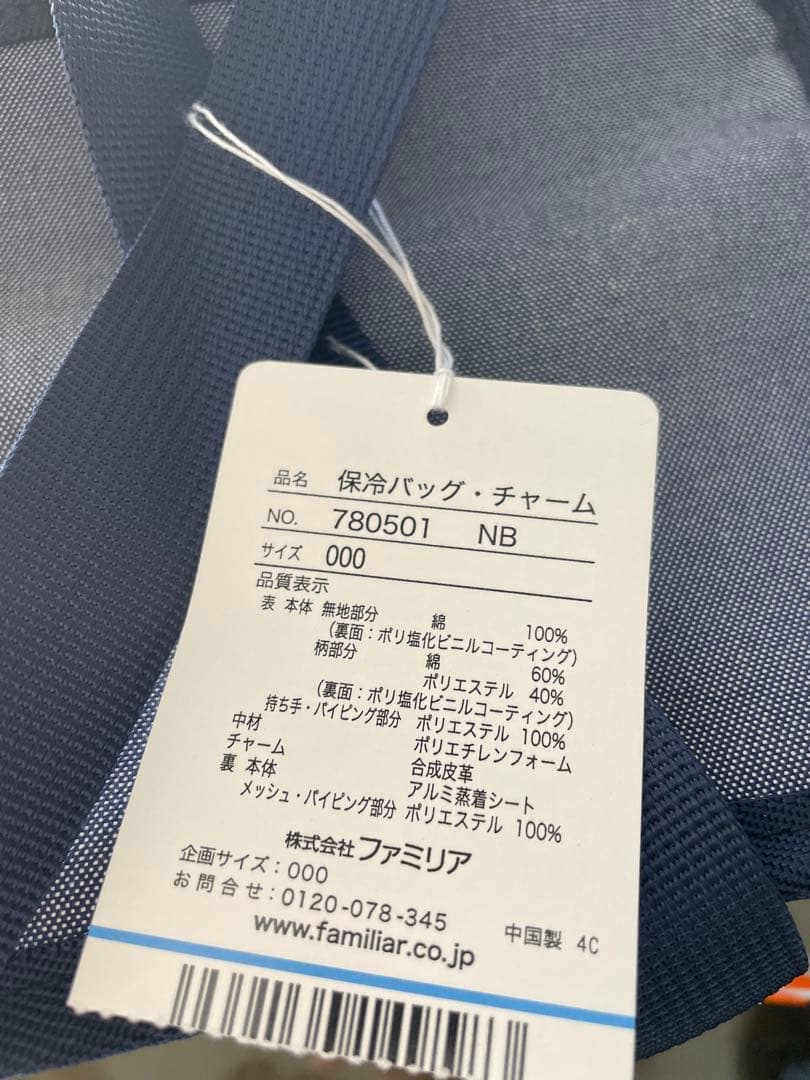 品名 保冷バッグ・チャーム
NO. 780501 NB
サイズ 000
品質表示
表 本体 無地部分 綿 100%
(裏面：ポリ塩化ビニルコーティング)
柄部分 綿 60%
ポリエステル 40%
(裏面：ポリ塩化ビニルコーティング)
持ち手・パイピング部分 ポリエステル 100%
中材 ポリエチレンフォーム
チャーム 合成皮革
裏 本体 アルミ蒸着シート
メッシュ・パイピング部分 ポリエステル 100%
株式会社ファミリア
企画サイズ：000
お問合せ：0120-078-345
www.familiar.co.jp 中国製 4C